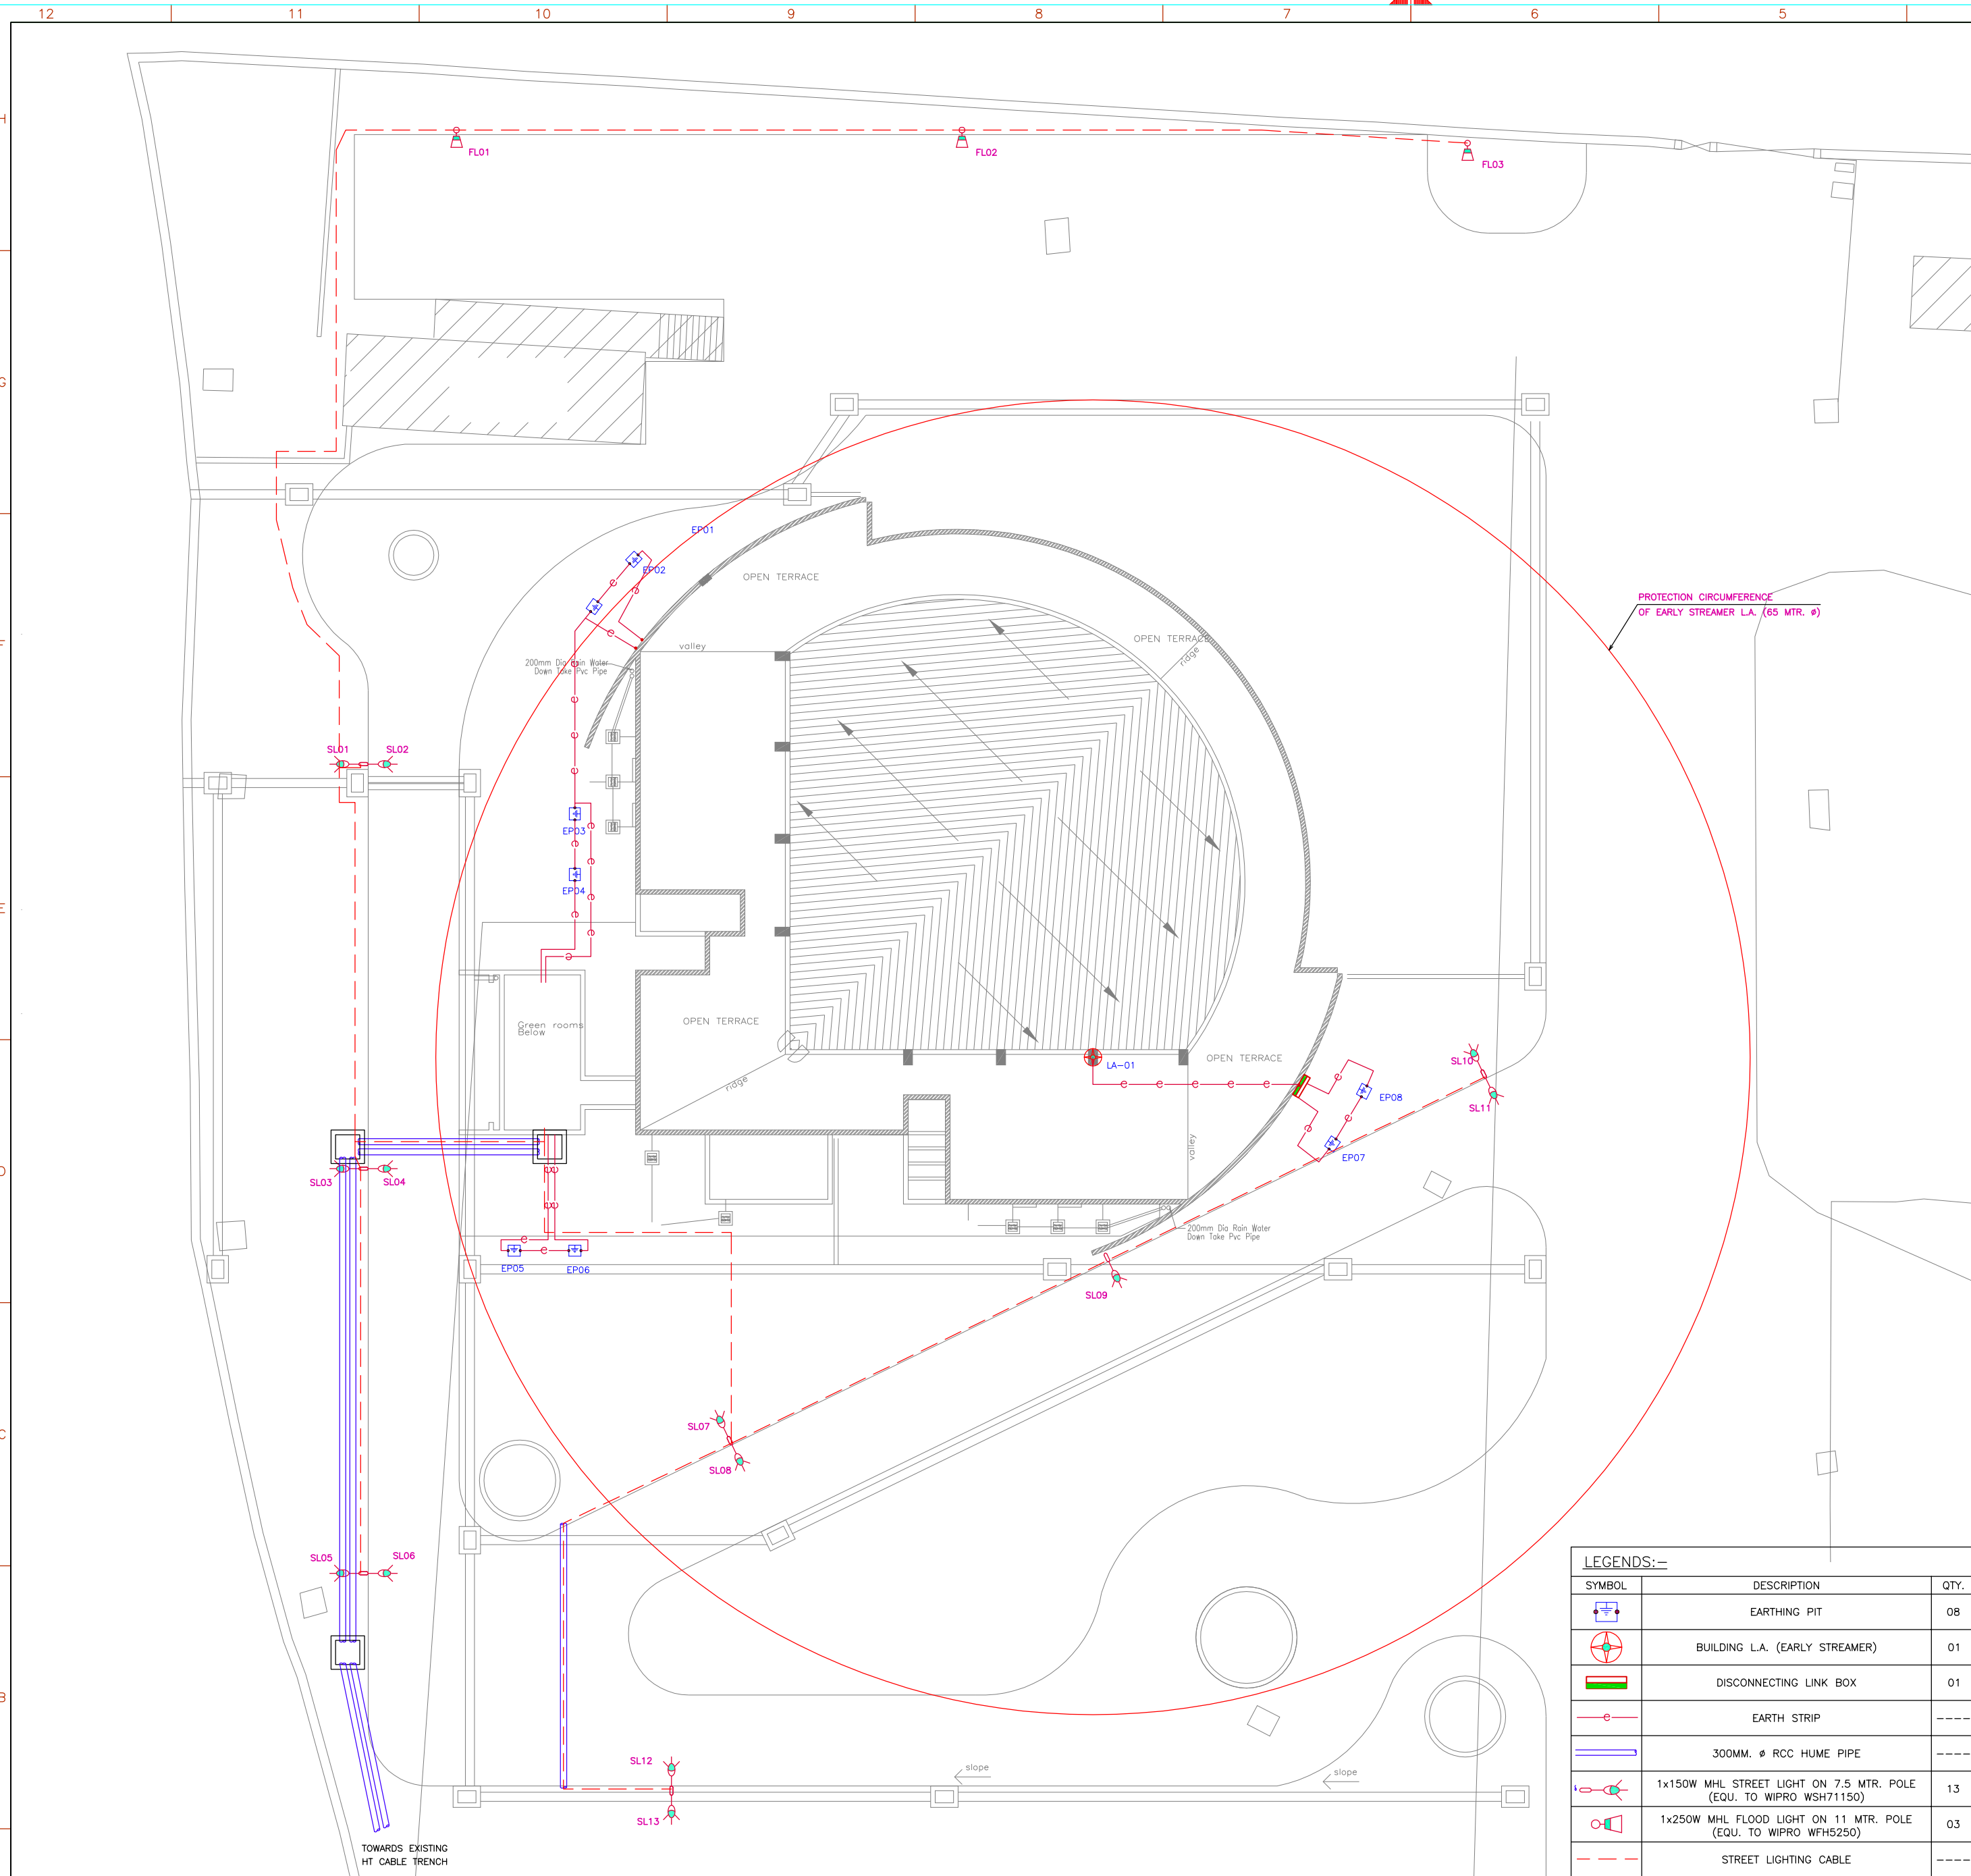 12 11 10 9 8 7 6 5
H
FL01
FL02
FL03
G
EP01
EP02
OPEN TERRACE
PROTECTION CIRCUMFERENCE
OF EARLY STREAMER L.A. (65 MTR. ø)
F
valley
OPEN TERRACE
ridge
200mm Dia Rain Water
Down Take Pvc Pipe
SL01
SL02
EP03
EP04
E
Green rooms
Below
OPEN TERRACE
OPEN TERRACE
LA-01
ridge
SL10
SL11
EP08
EP07
valley
D
SL03
SL04
200mm Dia Rain Water
Down Take Pvc Pipe
EP05
EP06
SL09
SL07
SL08
C
SL05
SL06
B
SL12
SL13
slope
slope
TOWARDS EXISTING
HT CABLE TRENCH
LEGENDS:-
SYMBOL DESCRIPTION QTY.
EARTHING PIT 08
BUILDING L.A. (EARLY STREAMER) 01
DISCONNECTING LINK BOX 01
e EARTH STRIP ----
300MM. ø RCC HUME PIPE ----
1x150W MHL STREET LIGHT ON 7.5 MTR. POLE
(EQU. TO WIPRO WSH71150) 13
1x250W MHL FLOOD LIGHT ON 11 MTR. POLE
(EQU. TO WIPRO WFH5250) 03
STREET LIGHTING CABLE ----